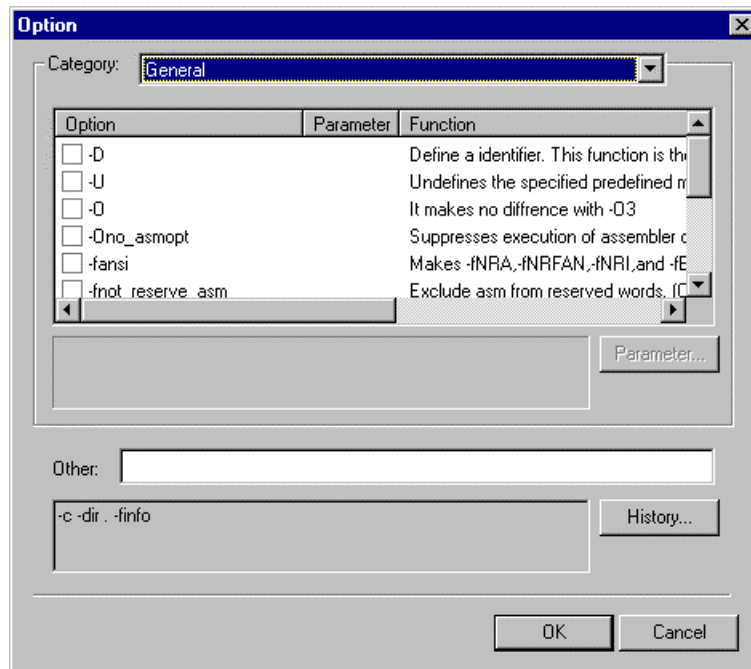 Option
Category: General
Option Parameter Function
-D Define a identifier. This function is the
-U Undefines the specified predefined m
-O It makes no diffrence with -O3
-Ono_asmopt Suppresses execution of assembler o
-fansi Makes -fNRA,-fNRFAN,-fNRI,and -fE
-fnot_reserve_asm Exclude asm from reserved words. (O
Parameter...
Other:
-c -dir . -finfo
History...
OK Cancel